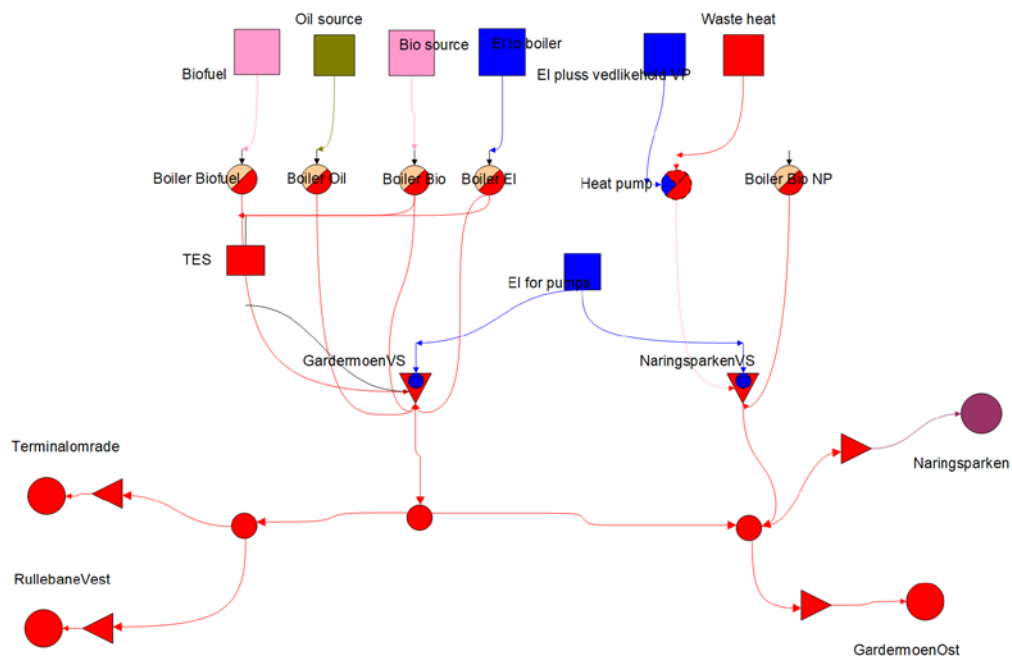 Oil source
Waste heat
Bio source
El to boiler
Biofuel
El pluss vedlikehold VP
Boiler Biofuel
Boiler Oil
Boiler Bio
Boiler El
Heat pump
Boiler Bio NP
TES
El for pumps
GardermoenVS
NaringsparkenVS
Terminalomrade
Naringsparken
RullebaneVest
GardermoenOst